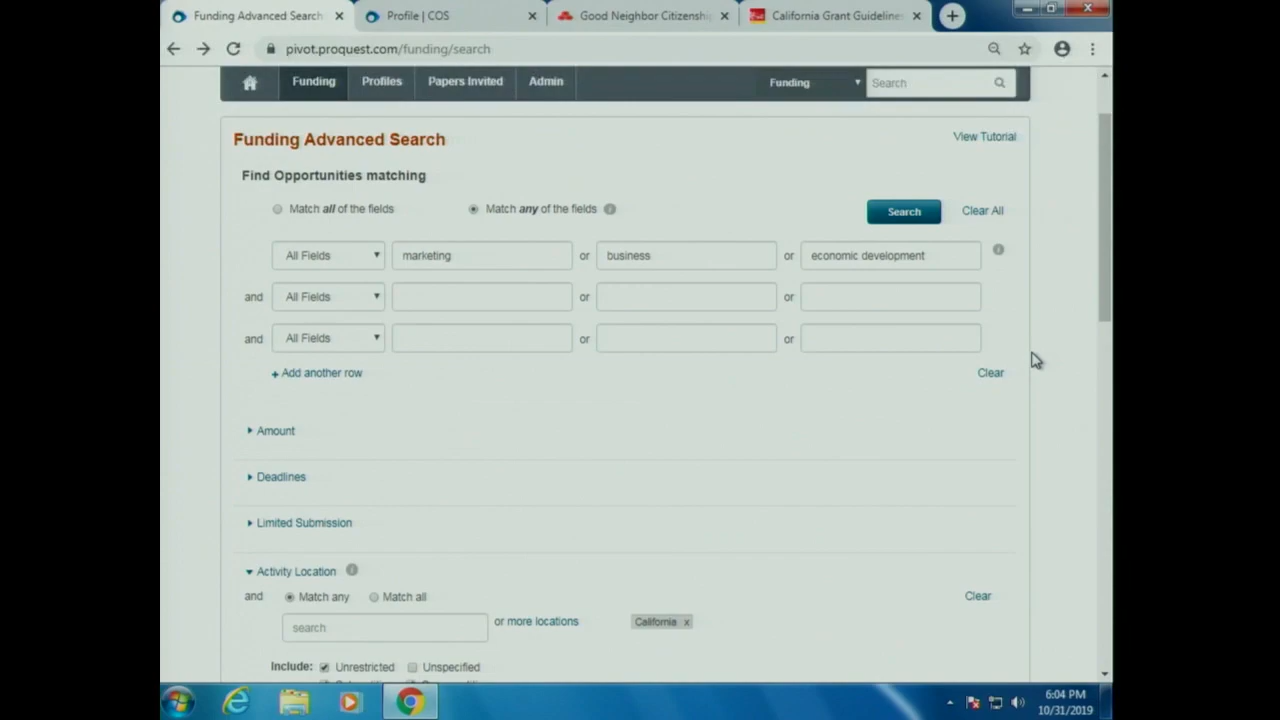 Funding Advanced Search
Profile | COS
Good Neighbor Citizenship
California Grant Guidelines
pivot.proquest.com/funding/search
Funding
Profiles
Papers Invited
Admin
Funding
Search
Funding Advanced Search
View Tutorial
Find Opportunities matching
Match all of the fields
Match any of the fields
Search
Clear All
All Fields
marketing
or
business
or
economic development
and
All Fields
or
or
and
All Fields
or
or
+ Add another row
Clear
Amount
Deadlines
Limited Submission
Activity Location
and
Match any
Match all
Clear
search
or more locations
California x
Include:
Unrestricted
Unspecified
6:04 PM
10/31/2019